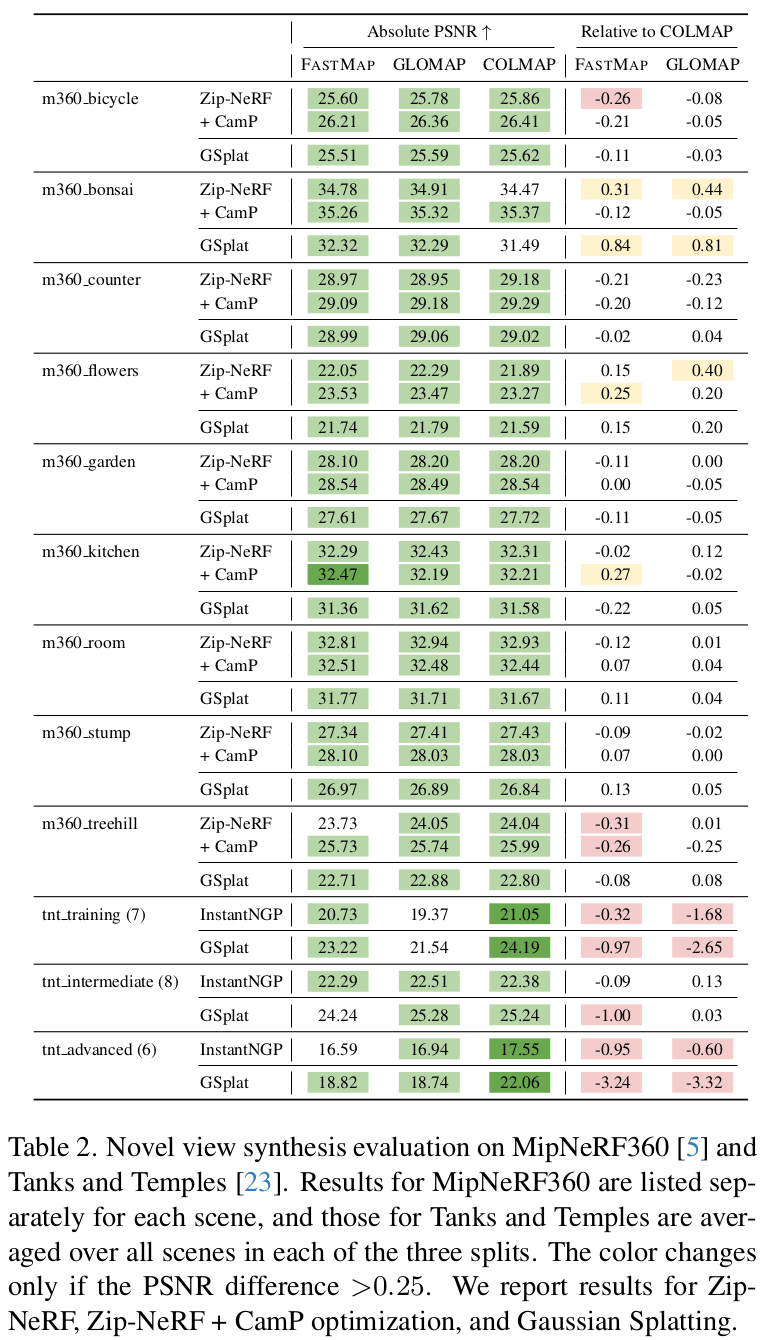 Absolute PSNR ↑ Relative to COLMAP
FASTMAP GLOMAP COLMAP FASTMAP GLOMAP
m360_bicycle Zip-NeRF 25.60 25.78 25.86 -0.26 -0.08
+ CamP 26.21 26.36 26.41 -0.21 -0.05
GSplat 25.51 25.59 25.62 -0.11 -0.03
m360_bonsai Zip-NeRF 34.78 34.91 34.47 0.31 0.44
+ CamP 35.26 35.32 35.37 -0.12 -0.05
GSplat 32.32 32.29 31.49 0.84 0.81
m360_counter Zip-NeRF 28.97 28.95 29.18 -0.21 -0.23
+ CamP 29.09 29.18 29.29 -0.20 -0.12
GSplat 28.99 29.06 29.02 -0.02 0.04
m360_flowers Zip-NeRF 22.05 22.29 21.89 0.15 0.40
+ CamP 23.53 23.47 23.27 0.25 0.20
GSplat 21.74 21.79 21.59 0.15 0.20
m360_garden Zip-NeRF 28.10 28.20 28.20 -0.11 0.00
+ CamP 28.54 28.49 28.54 0.00 -0.05
GSplat 27.61 27.67 27.72 -0.11 -0.05
m360_kitchen Zip-NeRF 32.29 32.43 32.31 -0.02 0.12
+ CamP 32.47 32.19 32.21 0.27 -0.02
GSplat 31.36 31.62 31.58 -0.22 0.05
m360_room Zip-NeRF 32.81 32.94 32.93 -0.12 0.01
+ CamP 32.51 32.48 32.44 0.07 0.04
GSplat 31.77 31.71 31.67 0.11 0.04
m360_stump Zip-NeRF 27.34 27.41 27.43 -0.09 -0.02
+ CamP 28.10 28.03 28.03 0.07 0.00
GSplat 26.97 26.89 26.84 0.13 0.05
m360_treehill Zip-NeRF 23.73 24.05 24.04 -0.31 0.01
+ CamP 25.73 25.74 25.99 -0.26 -0.25
GSplat 22.71 22.88 22.80 -0.08 0.08
tnt_training (7) InstantNGP 20.73 19.37 21.05 -0.32 -1.68
GSplat 23.22 21.54 24.19 -0.97 -2.65
tnt_intermediate (8) InstantNGP 22.29 22.51 22.38 -0.09 0.13
GSplat 24.24 25.28 25.24 -1.00 0.03
tnt_advanced (6) InstantNGP 16.59 16.94 17.55 -0.95 -0.60
GSplat 18.82 18.74 22.06 -3.24 -3.32
Table 2. Novel view synthesis evaluation on MipNeRF360 [5] and
Tanks and Temples [23]. Results for MipNeRF360 are listed sep-
arately for each scene, and those for Tanks and Temples are aver-
aged over all scenes in each of the three splits. The color changes
only if the PSNR difference >0.25. We report results for Zip-
NeRF, Zip-NeRF + CamP optimization, and Gaussian Splatting.